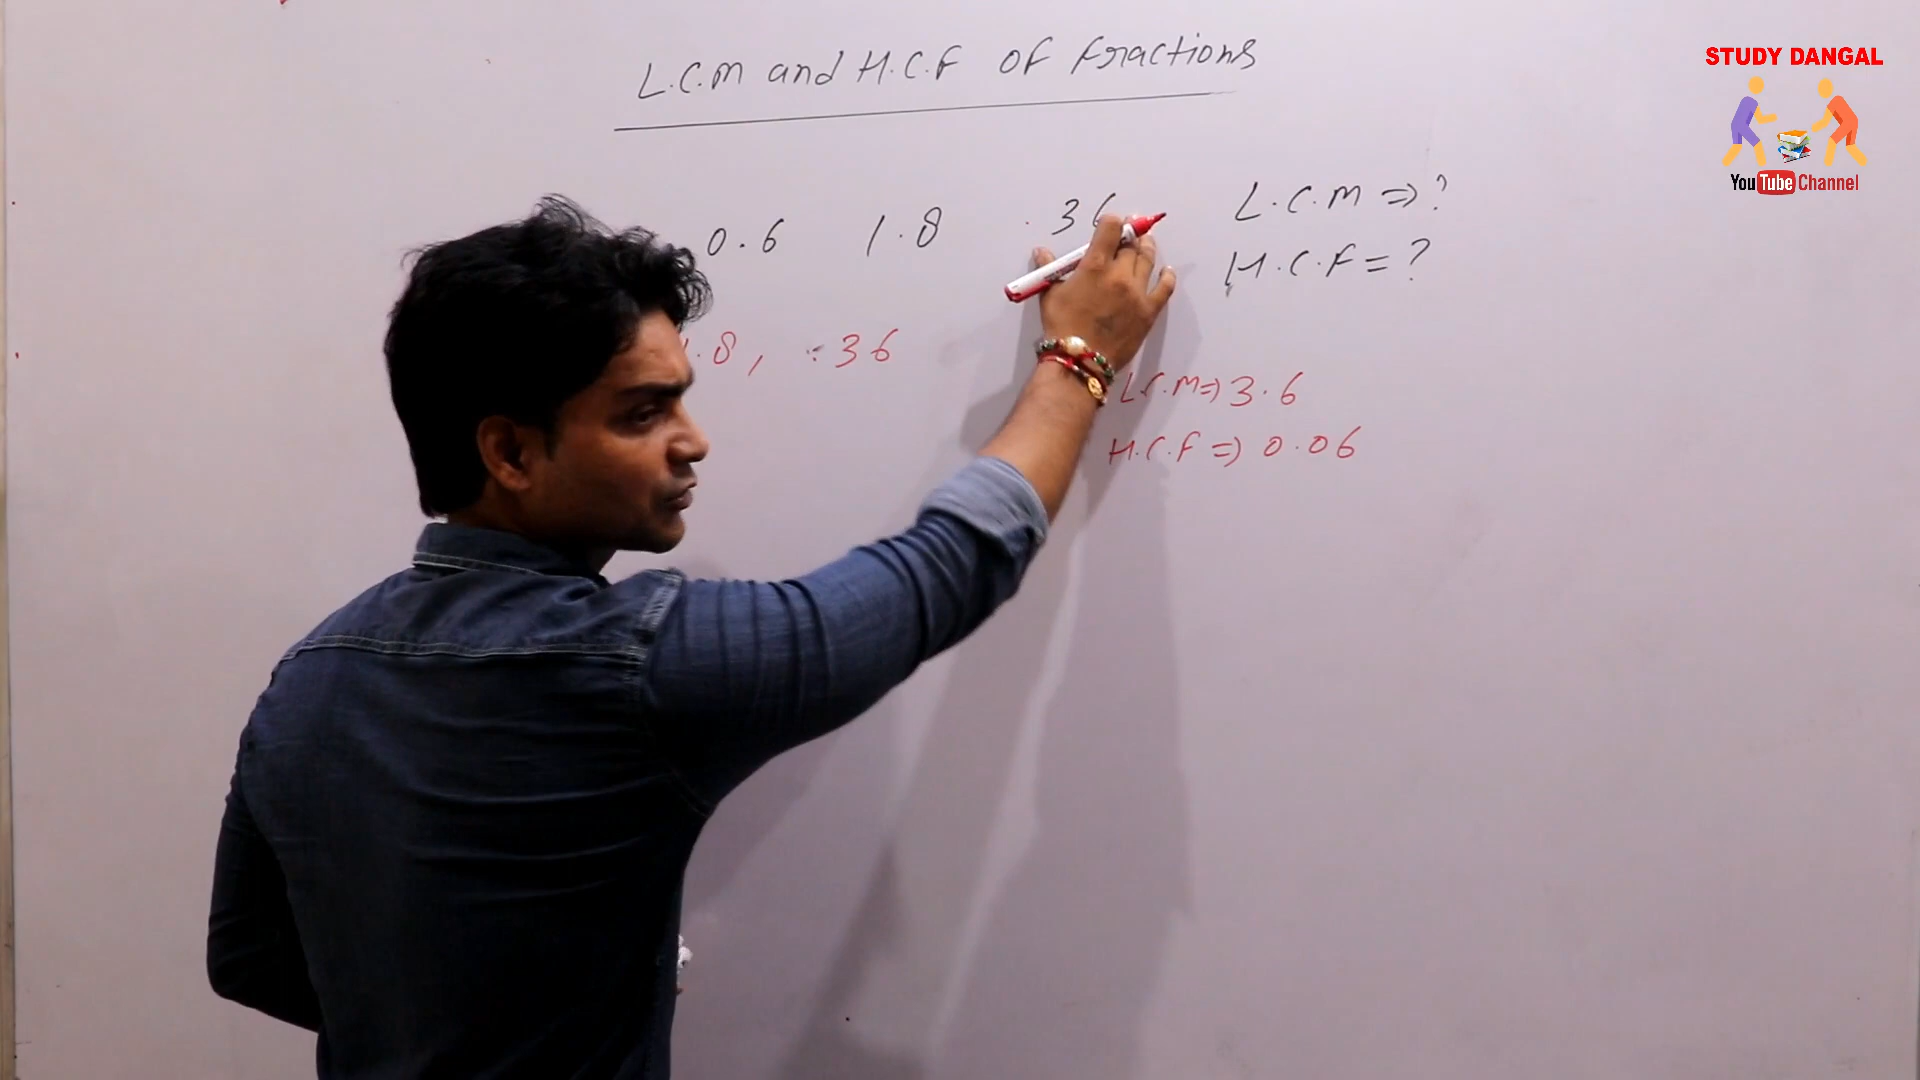 L.C.M and H.C.F of fractions
STUDY DANGAL
YouTube Channel
0.6 1.8 .36 L.C.M => ?
H.C.F = ?
.8, .36
L.C.M => 3.6
H.C.F => 0.06